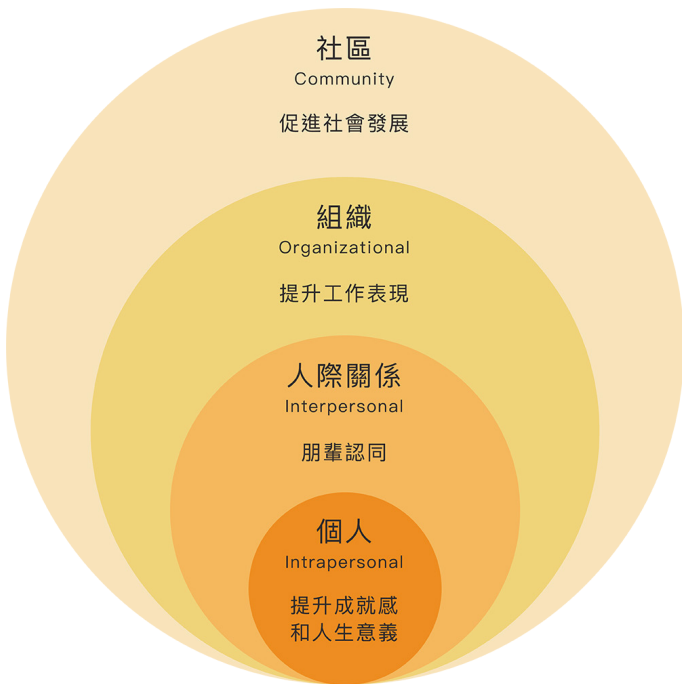 社區
Community
促進社會發展
組織
Organizational
提升工作表現
人際關係
Interpersonal
朋輩認同
個人
Intrapersonal
提升成就感
和人生意義